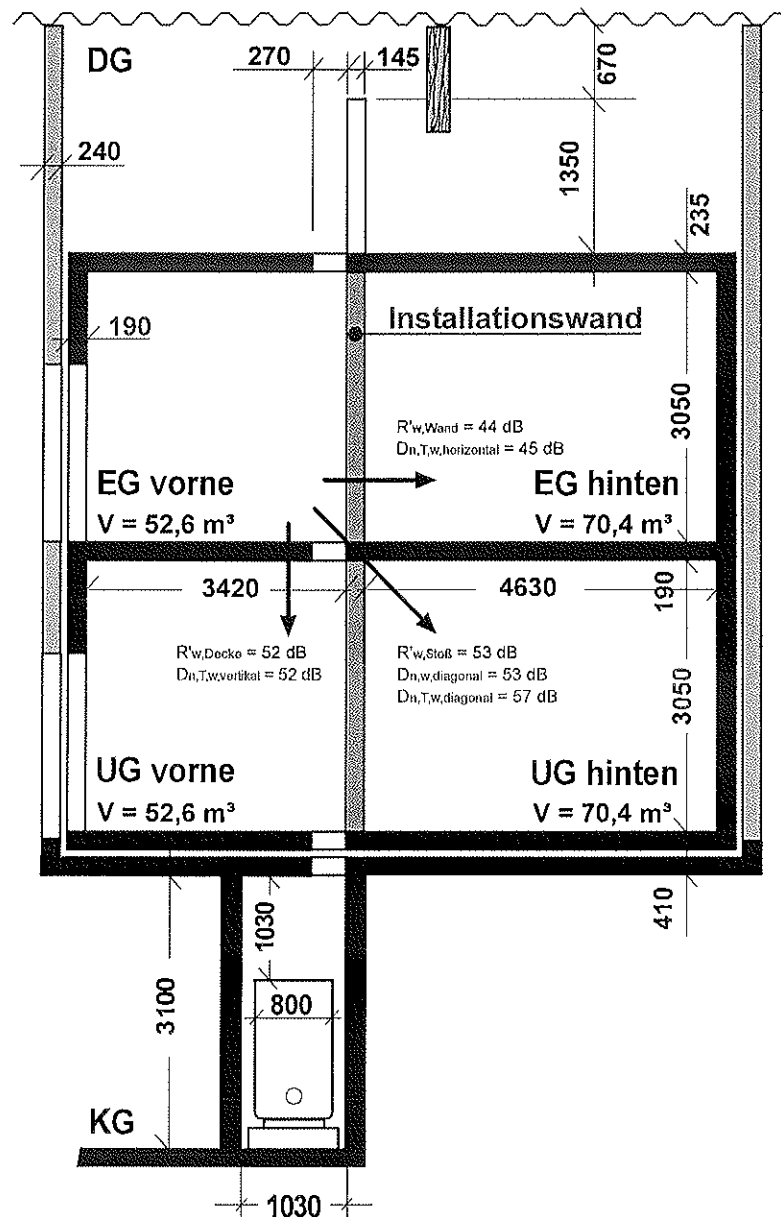 DG
270
145
670
240
1350
235
190
Installationswand
3050
R'w,Wand = 44 dB
Dn,T,w,horizontal = 45 dB
EG vorne
V = 52,6 m³
EG hinten
V = 70,4 m³
3420
4630
190
R'w,Decke = 52 dB
Dn,T,w,vertikal = 52 dB
R'w,Stoß = 53 dB
Dn,w,diagonal = 53 dB
Dn,T,w,diagonal = 57 dB
3050
UG vorne
V = 52,6 m³
UG hinten
V = 70,4 m³
410
1030
3100
800
KG
1030